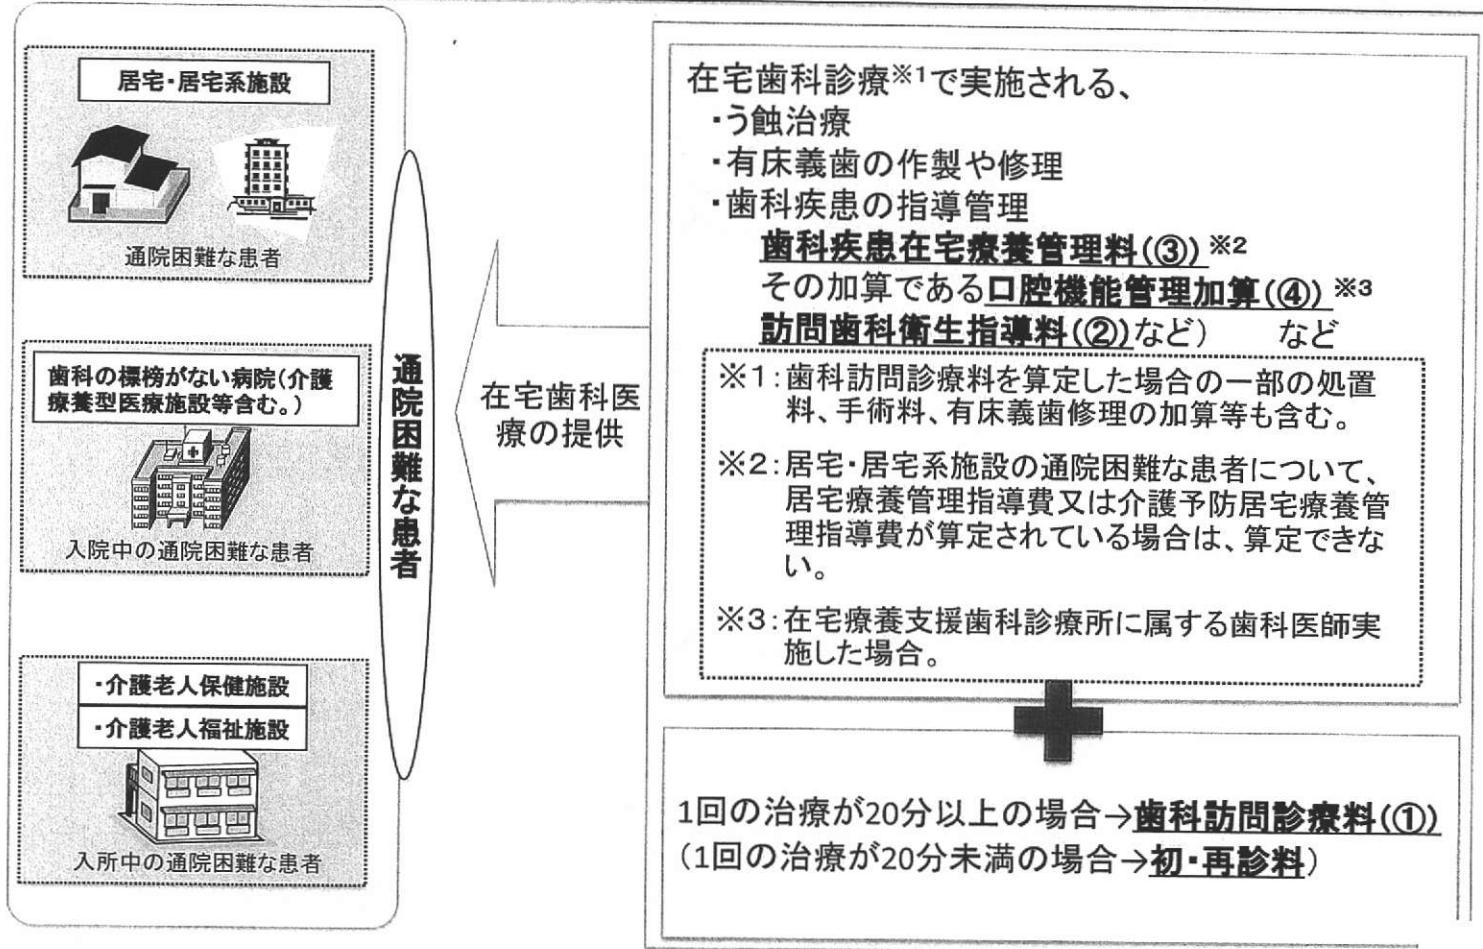 居宅・居宅系施設
通院困難な患者
歯科の標榜がない病院(介護
療養型医療施設等含む。)
入院中の通院困難な患者
・介護老人保健施設
・介護老人福祉施設
入所中の通院困難な患者
通院困難な患者
在宅歯科医
療の提供
在宅歯科診療※1で実施される、
・う蝕治療
・有床義歯の作製や修理
・歯科疾患の指導管理
歯科疾患在宅療養管理料(③)※2
その加算である口腔機能管理加算(④)※3
訪問歯科衛生指導料(②)など) など
※1:歯科訪問診療料を算定した場合の一部の処置
料、手術料、有床義歯修理の加算等も含む。
※2:居宅・居宅系施設の通院困難な患者について、
居宅療養管理指導費又は介護予防居宅療養管
理指導費が算定されている場合は、算定できな
い。
※3:在宅療養支援歯科診療所に属する歯科医師実
施した場合。
1回の治療が20分以上の場合→歯科訪問診療料(①)
(1回の治療が20分未満の場合→初・再診料)